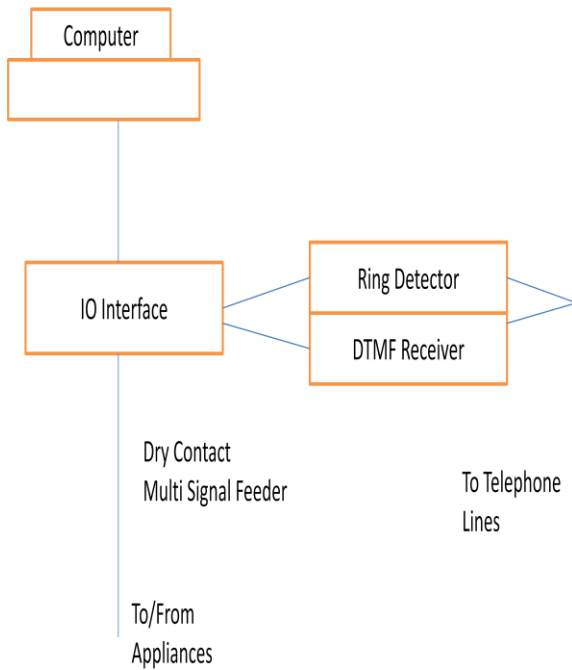 Computer
IO Interface
Ring Detector
DTMF Receiver
Dry Contact
Multi Signal Feeder
To Telephone
Lines
To/From
Appliances